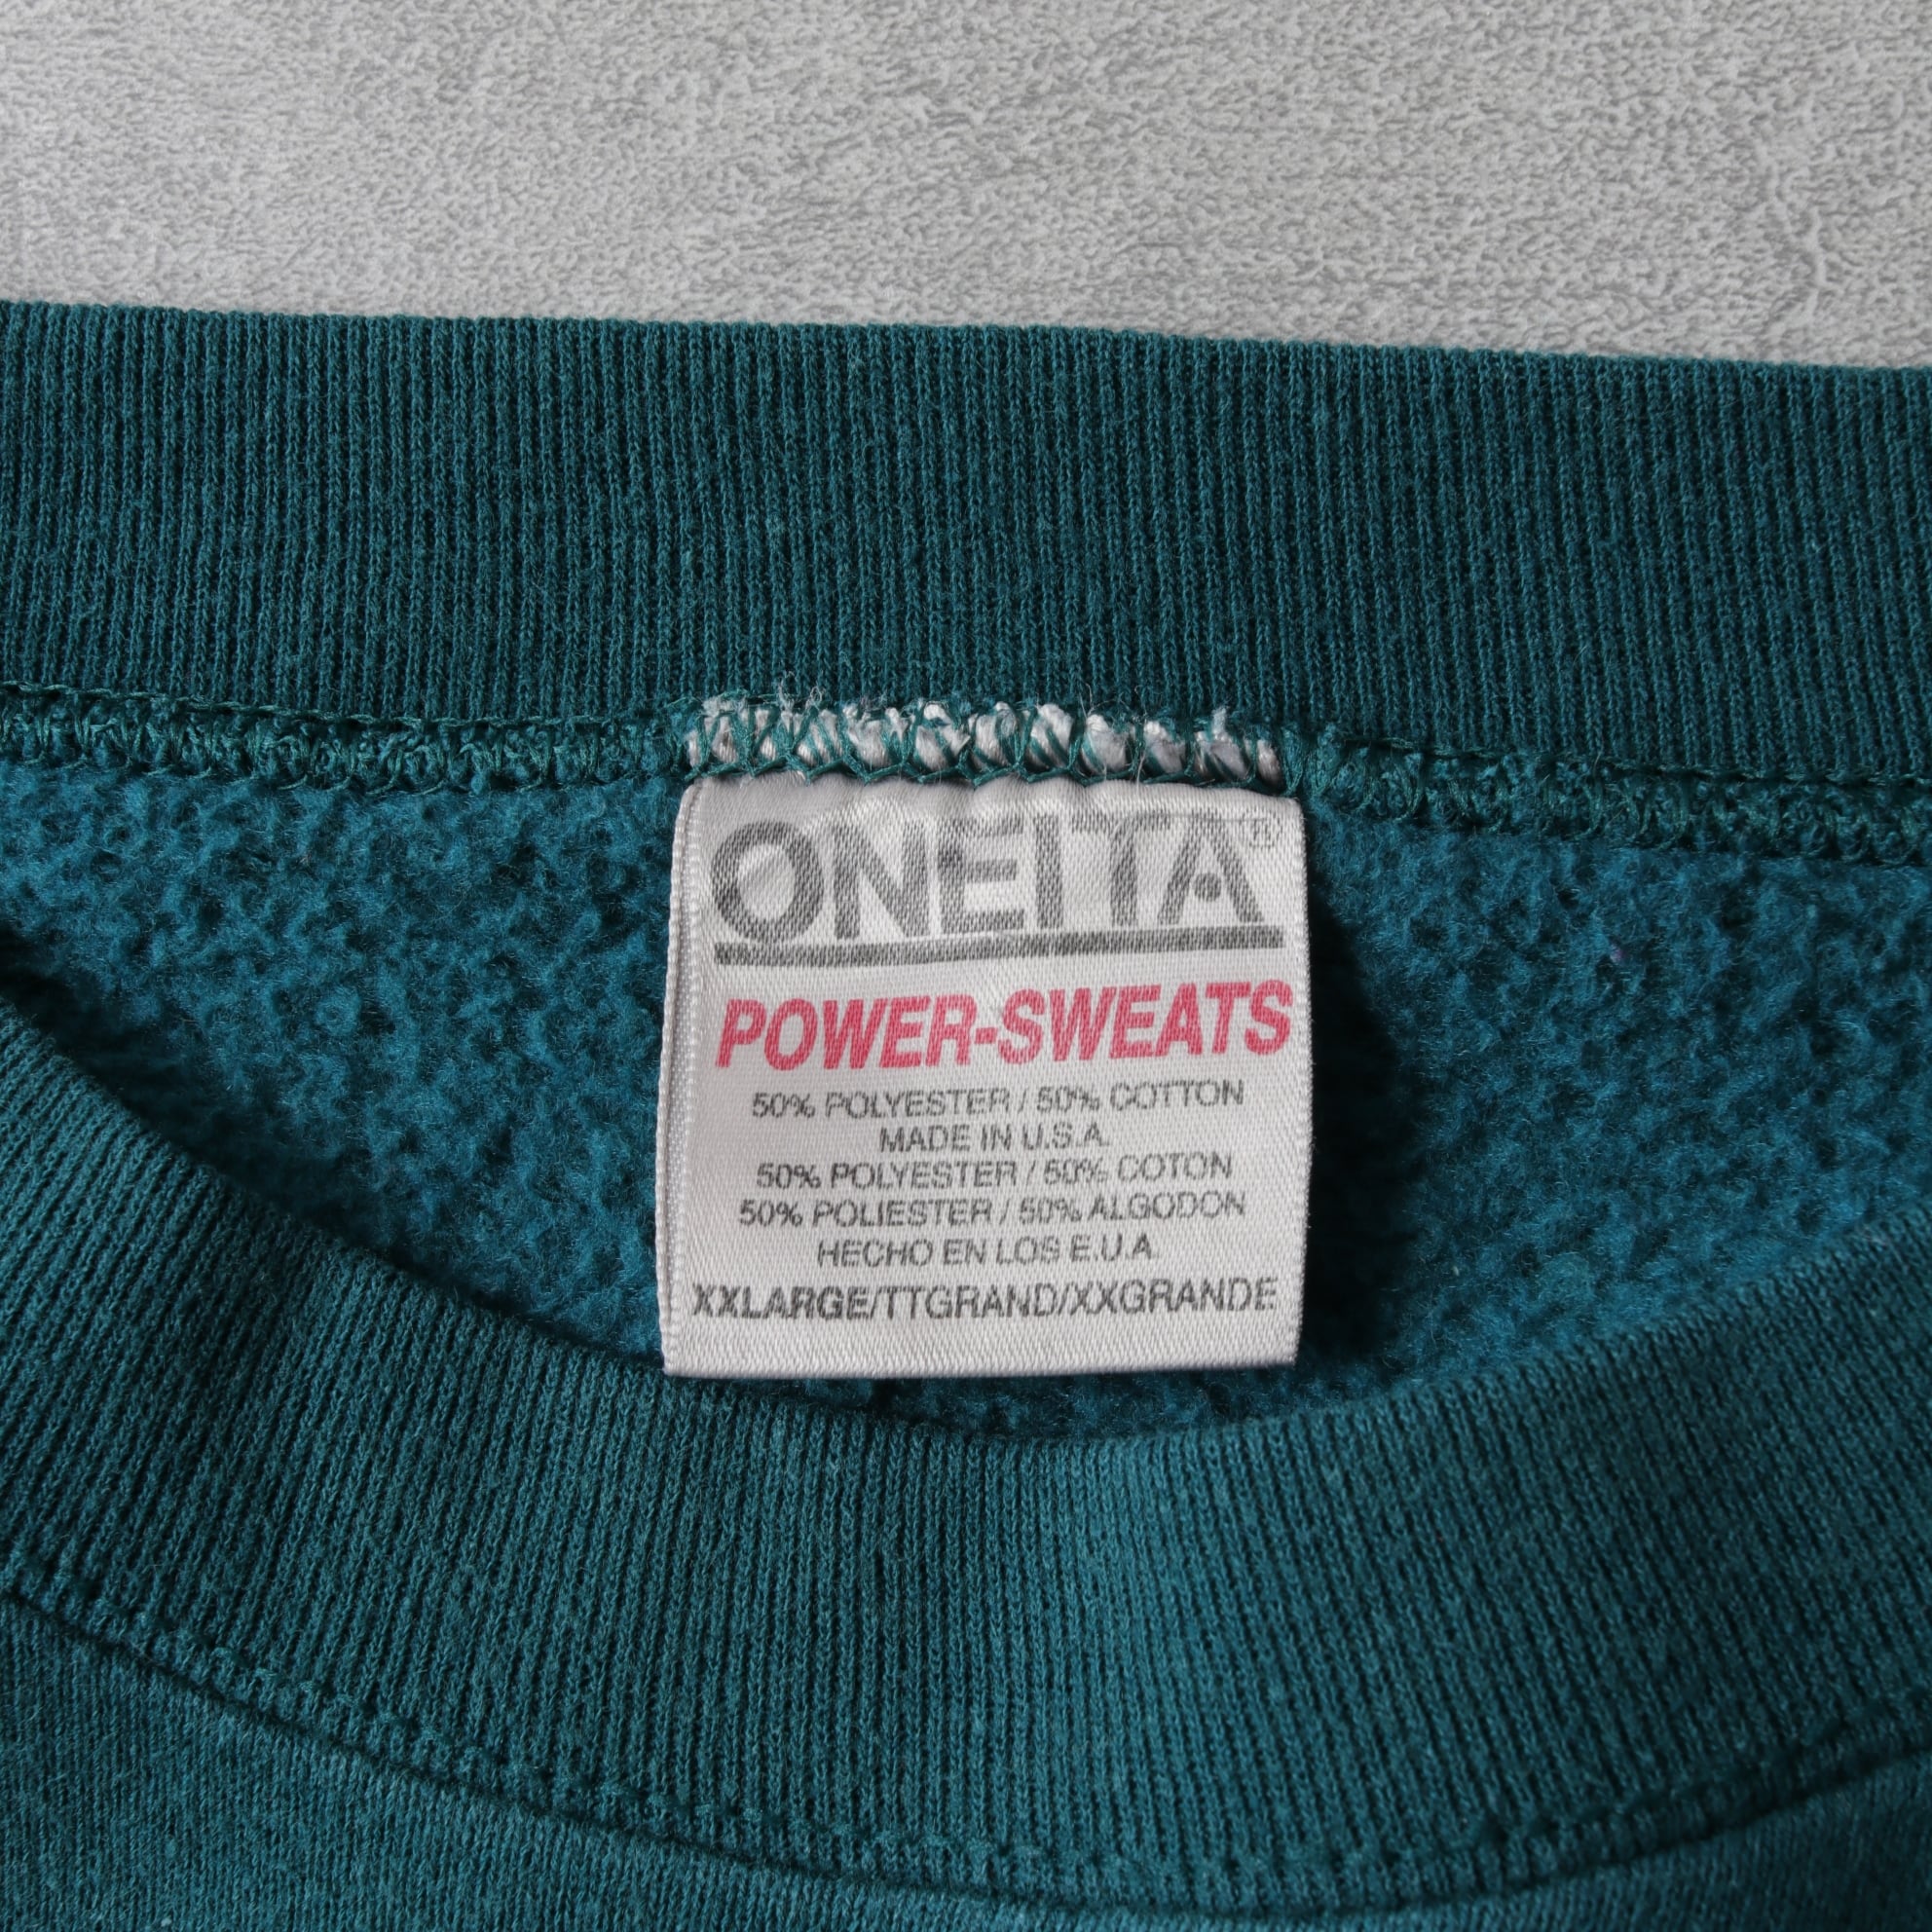 ONEITA®
POWER-SWEATS
50% POLYESTER / 50% COTTON
MADE IN U.S.A.
50% POLYESTER / 50% COTON
50% POLIESTER / 50% ALGODON
HECHO EN LOS E.U.A.
XXLARGE/TTGRAND/XXGRANDE